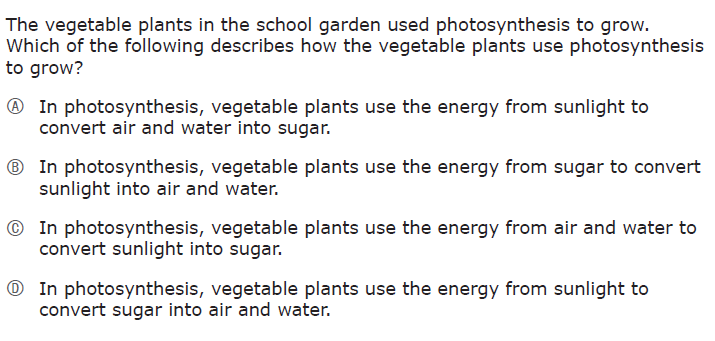 The vegetable plants in the school garden used photosynthesis to grow.
Which of the following describes how the vegetable plants use photosynthesis
to grow?
Ⓐ In photosynthesis, vegetable plants use the energy from sunlight to
convert air and water into sugar.
Ⓑ In photosynthesis, vegetable plants use the energy from sugar to convert
sunlight into air and water.
Ⓒ In photosynthesis, vegetable plants use the energy from air and water to
convert sunlight into sugar.
Ⓓ In photosynthesis, vegetable plants use the energy from sunlight to
convert sugar into air and water.